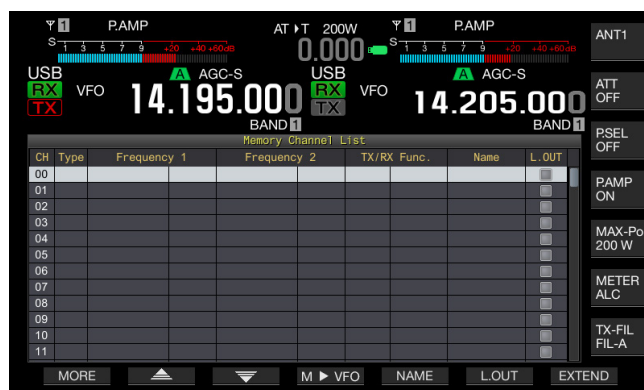 1 P.AMP AT T 200W 1 P.AMP ANT1
S 1 3 5 7 9 +20 +40 +60dB 0.000 S 1 3 5 7 9 +20 +40 +60dB
USB A AGC-S USB A AGC-S ATT
RX VFO 14.195.000 RX VFO 14.205.000 OFF
TX TX
BAND 1 BAND 1
Memory Channel List P.SEL
OFF
CH Type Frequency 1 Frequency 2 TX/RX Func. Name L.OUT
00
01 P.AMP
02 ON
03
04 MAX-Po
05 200 W
06
07 METER
08 ALC
09
10 TX-FIL
11 FIL-A
MORE M ▶ VFO NAME L.OUT EXTEND